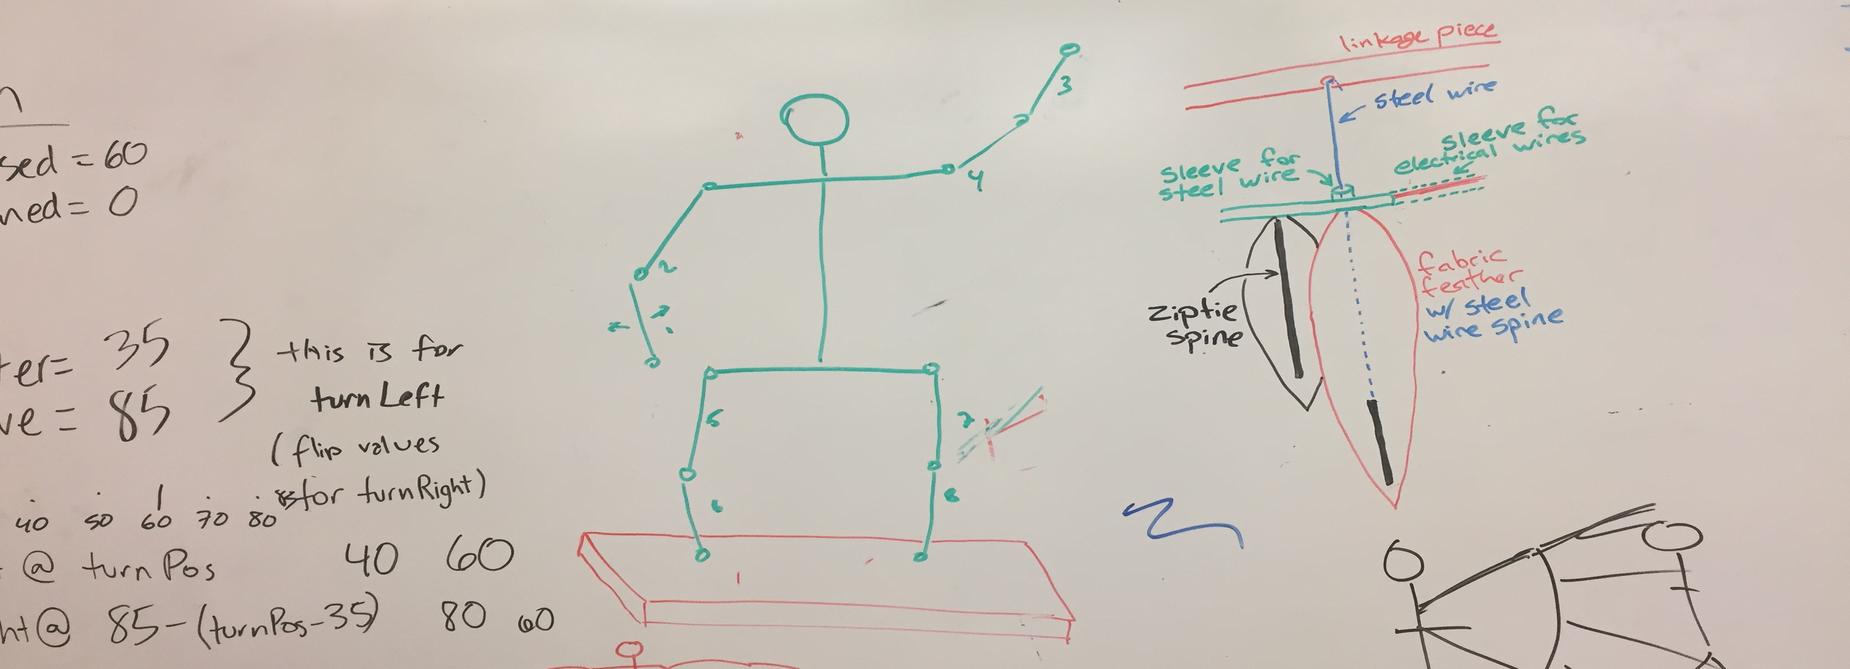 sed = 60
ned = 0
ter = 35
ve = 85
this is for
turn Left
(flip values
for turnRight)
40 50 60 70 80
@ turnPos 40 60
ht @ 85-(turnPos-35) 80 60
3
4
2
5
7
6
8
linkage piece
steel wire
sleeve for
electrical wires
sleeve for
steel wire
ziptie
spine
fabric
feather
w/ steel
wire spine